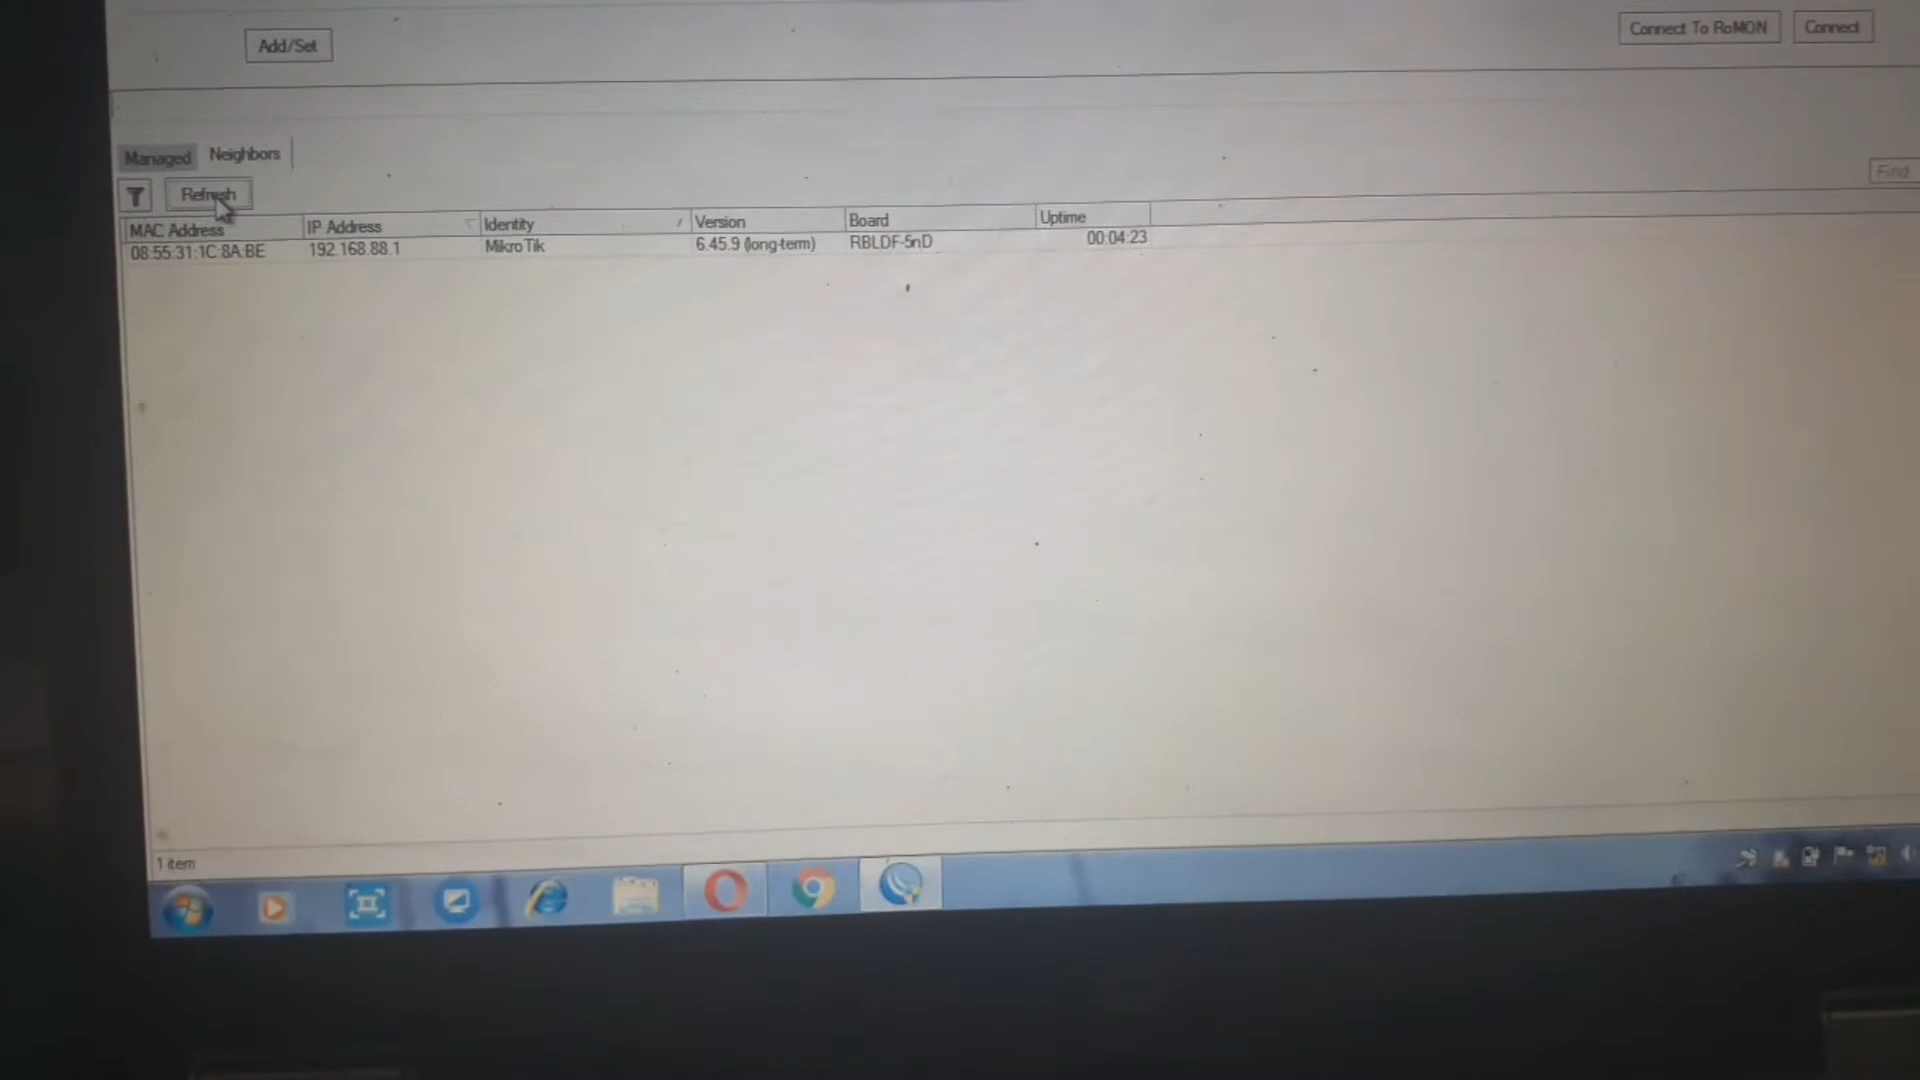 Add/Set
Connect To RoMON
Connect
Managed
Neighbors
Refresh
Find
MAC Address
IP Address
Identity
Version
Board
Uptime
08:55:31:1C:8A:BE
192.168.88.1
MikroTik
6.45.9 (long-term)
RBLDF-5nD
00:04:23
1 item